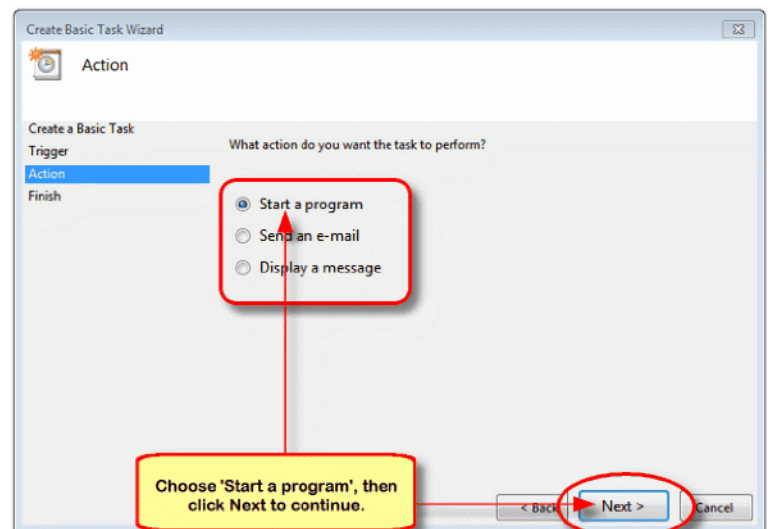 Create Basic Task Wizard
Action
Create a Basic Task
Trigger
Action
Finish
What action do you want the task to perform?
Start a program
Send an e-mail
Display a message
Choose 'Start a program', then
click Next to continue.
< Back
Next >
Cancel